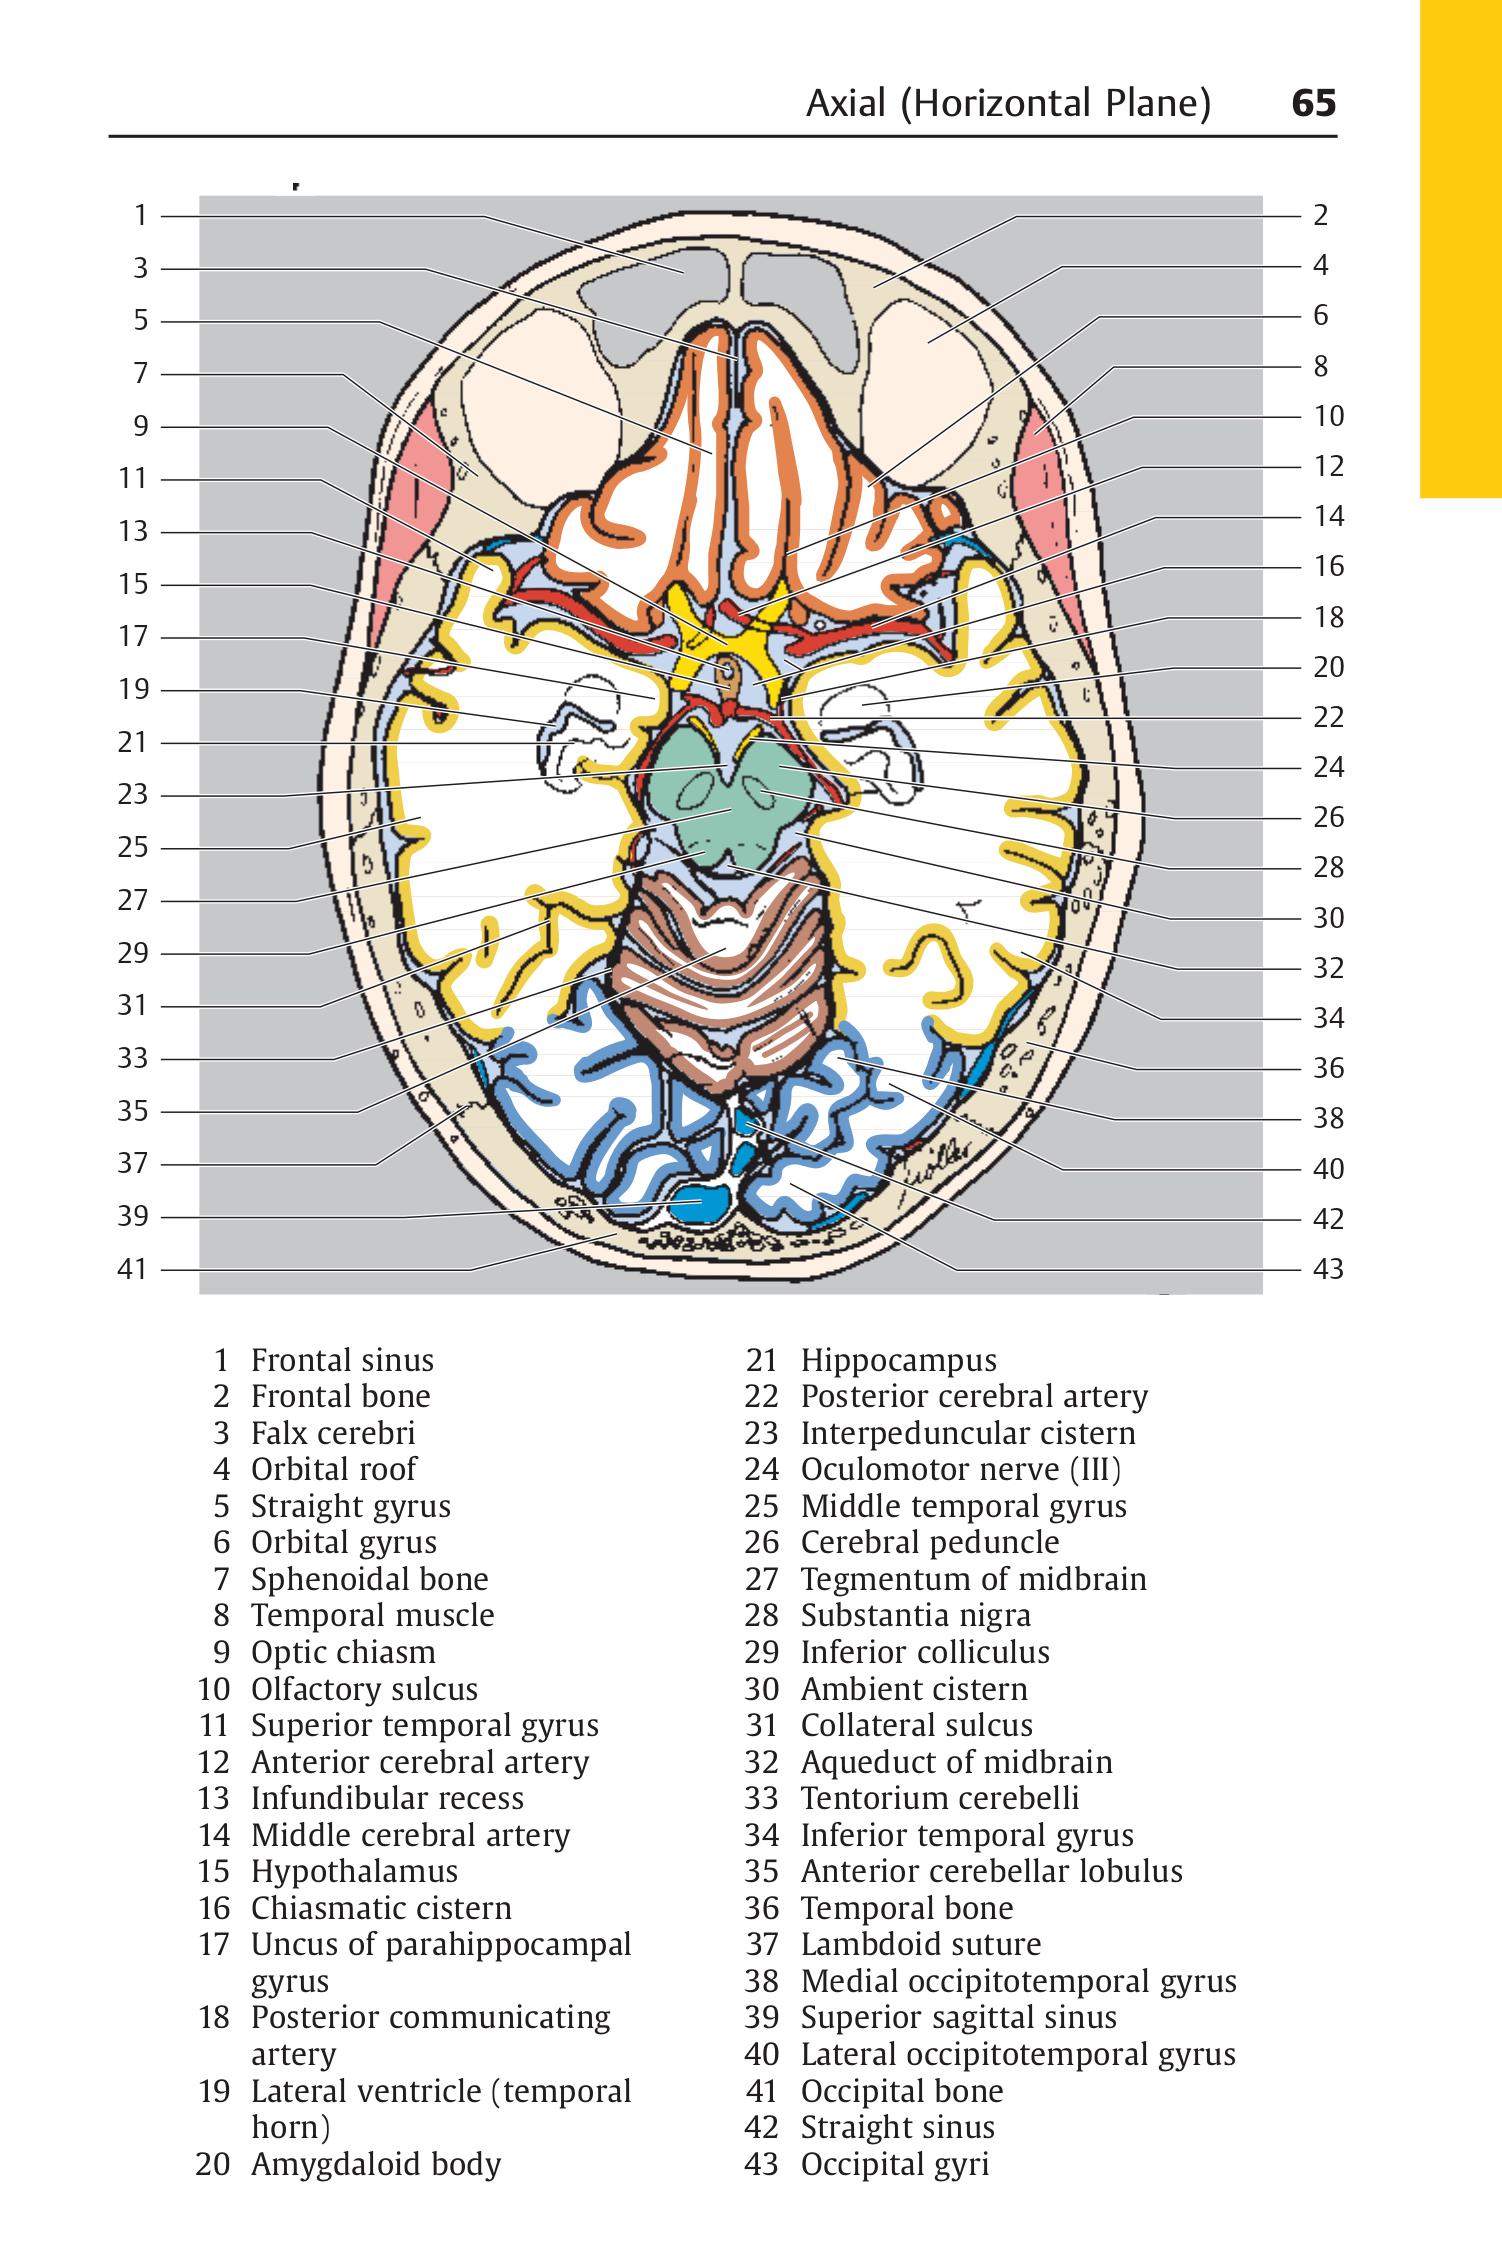 Axial (Horizontal Plane) 65
1 2
3 4
5 6
7 8
9 10
11 12
13 14
15 16
17 18
19 20
21 22
23 24
25 26
27 28
29 30
31 32
33 34
35 36
37 38
39 40
41 42
43
1 Frontal sinus
2 Frontal bone
3 Falx cerebri
4 Orbital roof
5 Straight gyrus
6 Orbital gyrus
7 Sphenoidal bone
8 Temporal muscle
9 Optic chiasm
10 Olfactory sulcus
11 Superior temporal gyrus
12 Anterior cerebral artery
13 Infundibular recess
14 Middle cerebral artery
15 Hypothalamus
16 Chiasmatic cistern
17 Uncus of parahippocampal
gyrus
18 Posterior communicating
artery
19 Lateral ventricle (temporal
horn)
20 Amygdaloid body
21 Hippocampus
22 Posterior cerebral artery
23 Interpeduncular cistern
24 Oculomotor nerve (III)
25 Middle temporal gyrus
26 Cerebral peduncle
27 Tegmentum of midbrain
28 Substantia nigra
29 Inferior colliculus
30 Ambient cistern
31 Collateral sulcus
32 Aqueduct of midbrain
33 Tentorium cerebelli
34 Inferior temporal gyrus
35 Anterior cerebellar lobulus
36 Temporal bone
37 Lambdoid suture
38 Medial occipitotemporal gyrus
39 Superior sagittal sinus
40 Lateral occipitotemporal gyrus
41 Occipital bone
42 Straight sinus
43 Occipital gyri